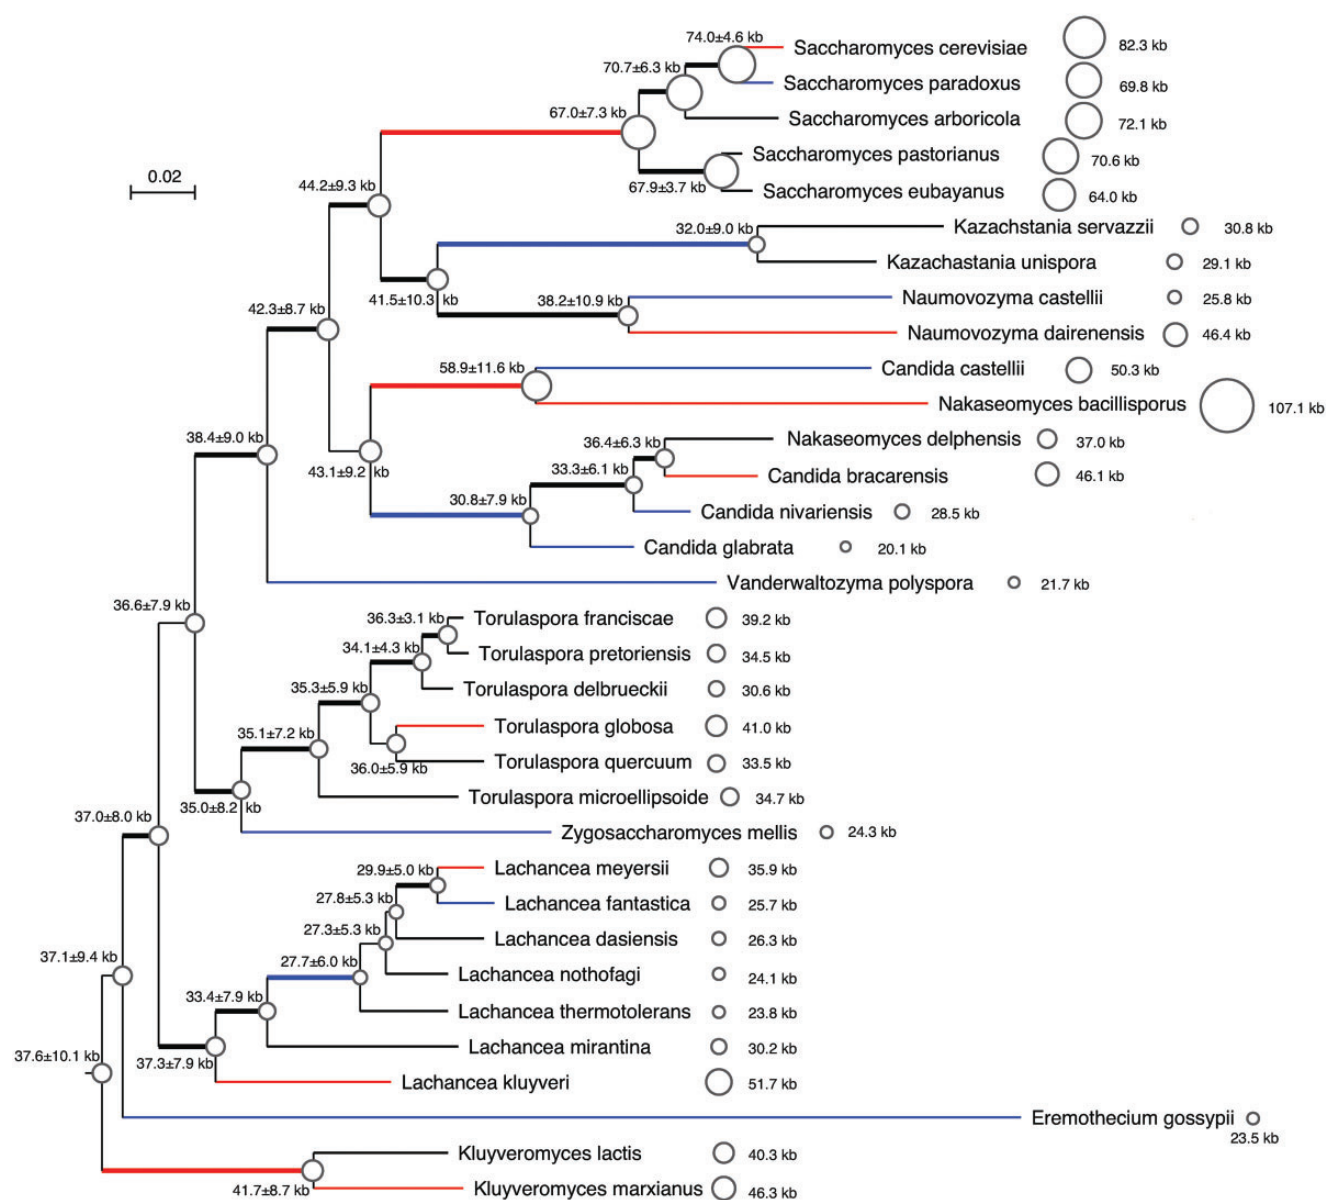 74.0±4.6 kb
Saccharomyces cerevisiae 82.3 kb
70.7±6.3 kb
Saccharomyces paradoxus 69.8 kb
67.0±7.3 kb
Saccharomyces arboricola 72.1 kb
Saccharomyces pastorianus 70.6 kb
0.02
44.2±9.3 kb
67.9±3.7 kb
Saccharomyces eubayanus 64.0 kb
32.0±9.0 kb
Kazachstania servazzii 30.8 kb
Kazachastania unispora 29.1 kb
41.5±10.3 kb
38.2±10.9 kb
Naumovozyma castellii 25.8 kb
42.3±8.7 kb
Naumovozyma dairenensis 46.4 kb
58.9±11.6 kb
Candida castellii 50.3 kb
Nakaseomyces bacillisporus 107.1 kb
38.4±9.0 kb
36.4±6.3 kb
Nakaseomyces delphensis 37.0 kb
43.1±9.2 kb
33.3±6.1 kb
Candida bracarensis 46.1 kb
30.8±7.9 kb
Candida nivariensis 28.5 kb
Candida glabrata 20.1 kb
Vanderwaltozyma polyspora 21.7 kb
36.6±7.9 kb
36.3±3.1 kb
Torulaspora franciscae 39.2 kb
34.1±4.3 kb
Torulaspora pretoriensis 34.5 kb
35.3±5.9 kb
Torulaspora delbrueckii 30.6 kb
35.1±7.2 kb
Torulaspora globosa 41.0 kb
36.0±5.9 kb
Torulaspora quercuum 33.5 kb
35.0±8.2 kb
Torulaspora microellipsoide 34.7 kb
37.0±8.0 kb
Zygosaccharomyces mellis 24.3 kb
29.9±5.0 kb
Lachancea meyersii 35.9 kb
27.8±5.3 kb
Lachancea fantastica 25.7 kb
27.3±5.3 kb
Lachancea dasiensis 26.3 kb
37.1±9.4 kb
27.7±6.0 kb
Lachancea nothofagi 24.1 kb
33.4±7.9 kb
Lachancea thermotolerans 23.8 kb
37.6±10.1 kb
37.3±7.9 kb
Lachancea mirantina 30.2 kb
Lachancea kluyveri 51.7 kb
Eremothecium gossypii
23.5 kb
Kluyveromyces lactis 40.3 kb
41.7±8.7 kb
Kluyveromyces marxianus 46.3 kb